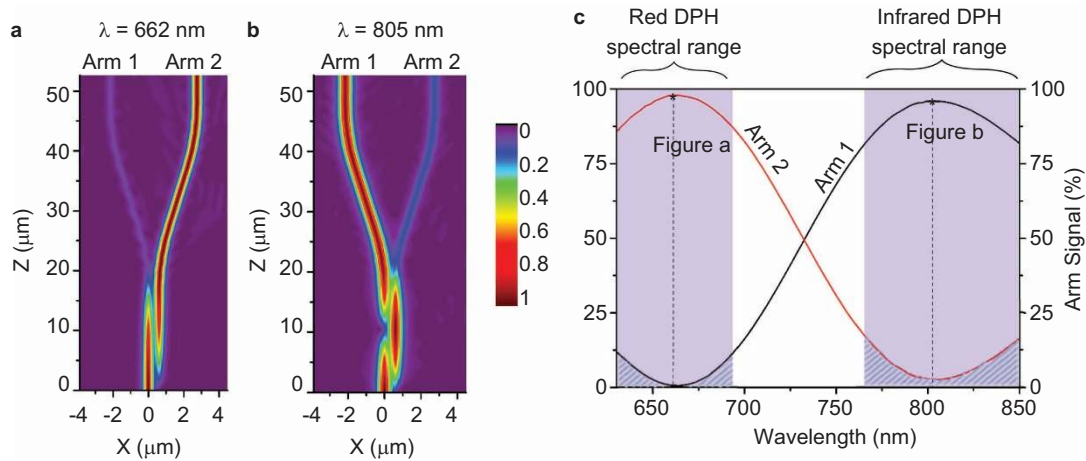 a
λ = 662 nm
Arm 1 Arm 2
Z (μm)
50
40
30
20
10
0
-4 -2 0 2 4
X (μm)
b
λ = 805 nm
Arm 1 Arm 2
Z (μm)
50
40
30
20
10
0
-4 -2 0 2 4
X (μm)
0
0.2
0.4
0.6
0.8
1
c
Red DPH
spectral range
Infrared DPH
spectral range
100
75
50
25
0
Figure a
Arm 2
Arm 1
Figure b
100
75
50
25
0
Arm Signal (%)
650 700 750 800 850
Wavelength (nm)